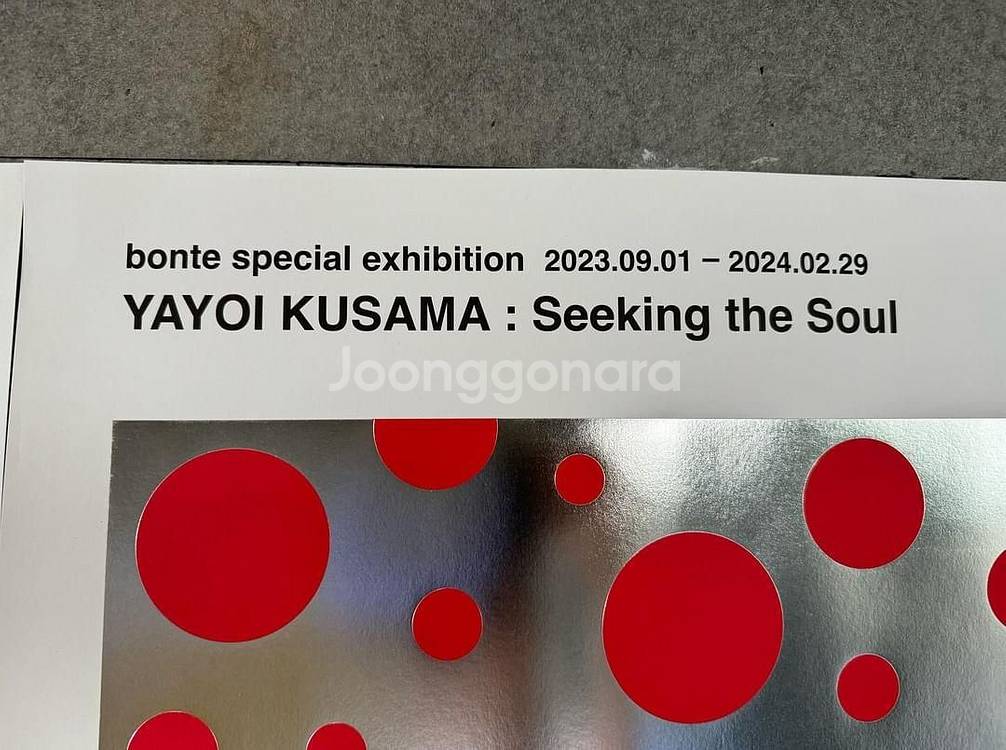 bonte special exhibition 2023.09.01 – 2024.02.29
YAYOI KUSAMA : Seeking the Soul
Joonggonara